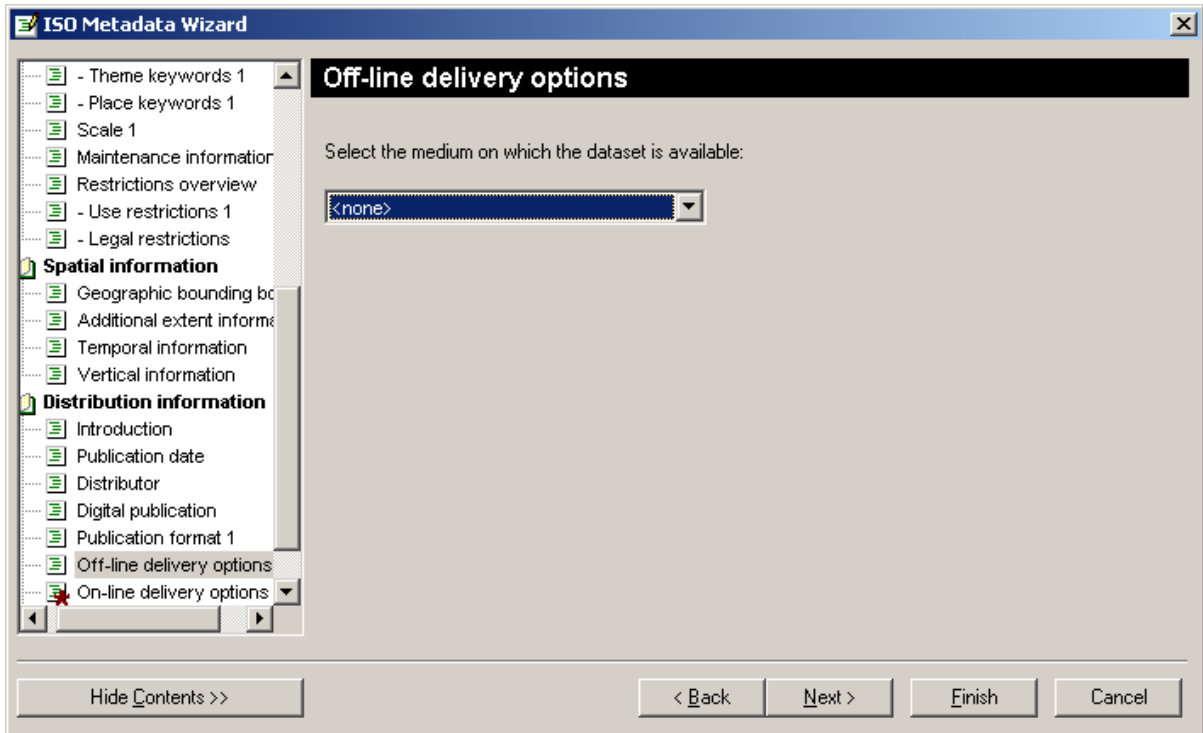 ISO Metadata Wizard
- Theme keywords 1
- Place keywords 1
Scale 1
Maintenance information
Restrictions overview
- Use restrictions 1
- Legal restrictions
Spatial information
Geographic bounding bo
Additional extent informa
Temporal information
Vertical information
Distribution information
Introduction
Publication date
Distributor
Digital publication
Publication format 1
Off-line delivery options
On-line delivery options
Off-line delivery options
Select the medium on which the dataset is available:
<none>
Hide Contents >>
< Back
Next >
Finish
Cancel